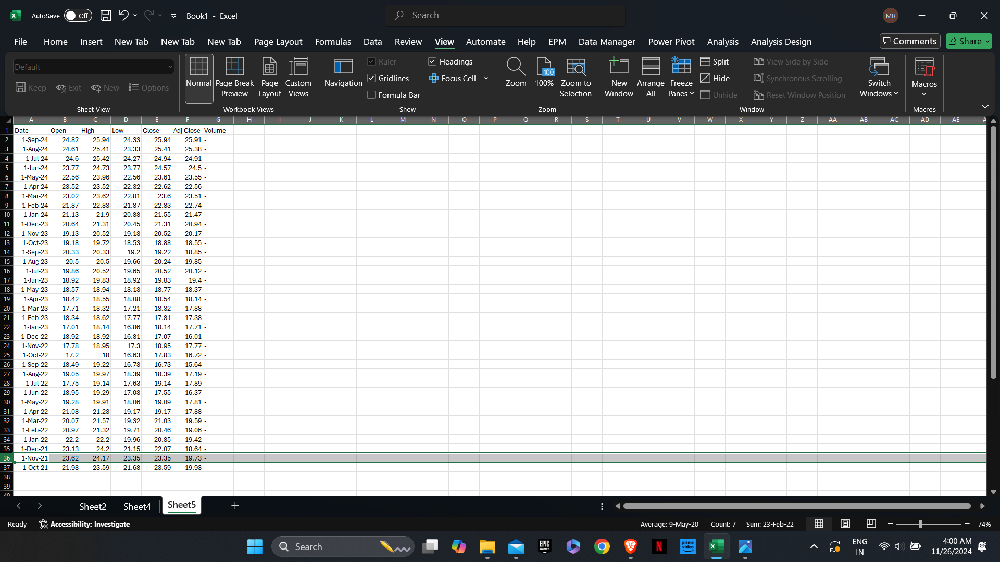 AutoSave Off Book1 - Excel Search MR
File Home Insert New Tab New Tab New Tab Page Layout Formulas Data Review View Automate Help EPM Data Manager Power Pivot Analysis Analysis Design Comments Share
Default
Keep Exit New Options
Sheet View
Normal Page Break Preview Page Layout Custom Views
Workbook Views
Navigation Ruler Gridlines Formula Bar Headings Focus Cell
Show
Zoom 100 100% Zoom to Selection
Zoom
New Window Arrange All Freeze Panes Split Hide Unhide View Side by Side Synchronous Scrolling Reset Window Position Switch Windows
Window
Macros
Macros
A B C D E F G H I J K L M N O P Q R S T U V W X Y Z AA AB AC AD AE A
1 Date Open High Low Close Adj Close Volume
2 1-Sep-24 24.82 25.94 24.33 25.94 25.91 -
3 1-Aug-24 24.61 25.41 23.33 25.41 25.38 -
4 1-Jul-24 24.6 25.42 24.27 24.94 24.91 -
5 1-Jun-24 23.77 24.73 23.77 24.57 24.5 -
6 1-May-24 22.56 23.96 22.56 23.61 23.55 -
7 1-Apr-24 23.52 23.52 22.32 22.62 22.56 -
8 1-Mar-24 23.02 23.62 22.81 23.6 23.51 -
9 1-Feb-24 21.87 22.83 21.87 22.83 22.74 -
10 1-Jan-24 21.13 21.9 20.88 21.55 21.47 -
11 1-Dec-23 20.64 21.31 20.45 21.31 20.94 -
12 1-Nov-23 19.13 20.52 19.13 20.52 20.17 -
13 1-Oct-23 19.18 19.72 18.53 18.88 18.55 -
14 1-Sep-23 20.33 20.33 19.2 19.22 18.85 -
15 1-Aug-23 20.5 20.5 19.66 20.24 19.85 -
16 1-Jul-23 19.86 20.52 19.65 20.52 20.12 -
17 1-Jun-23 18.92 19.83 18.92 19.83 19.4 -
18 1-May-23 18.57 18.94 18.13 18.77 18.37 -
19 1-Apr-23 18.42 18.55 18.08 18.54 18.14 -
20 1-Mar-23 17.71 18.32 17.21 18.32 17.88 -
21 1-Feb-23 18.34 18.62 17.77 17.81 17.38 -
22 1-Jan-23 17.01 18.14 16.86 18.14 17.71 -
23 1-Dec-22 18.92 18.92 16.81 17.07 16.01 -
24 1-Nov-22 17.78 18.95 17.3 18.95 17.77 -
25 1-Oct-22 17.2 18 16.63 17.83 16.72 -
26 1-Sep-22 18.49 19.22 16.73 16.73 15.64 -
27 1-Aug-22 19.05 19.97 18.39 18.39 17.19 -
28 1-Jul-22 17.75 19.14 17.63 19.14 17.89 -
29 1-Jun-22 18.95 19.29 17.03 17.55 16.37 -
30 1-May-22 19.28 19.91 18.06 19.09 17.81 -
31 1-Apr-22 21.08 21.23 19.17 19.17 17.88 -
32 1-Mar-22 20.07 21.57 19.32 21.03 19.59 -
33 1-Feb-22 20.97 21.32 19.71 20.46 19.06 -
34 1-Jan-22 22.2 22.2 19.96 20.85 19.42 -
35 1-Dec-21 23.13 24.2 21.15 22.07 18.64 -
36 1-Nov-21 23.62 24.17 23.35 23.35 19.73 -
37 1-Oct-21 21.98 23.59 21.68 23.59 19.93 -
38
39
40
Sheet2 Sheet4 Sheet5
Ready Accessibility: Investigate Average: 9-May-20 Count: 7 Sum: 23-Feb-22 74%
Search EPIC GAMES N prime video ENG IN 4:00 AM 11/26/2024